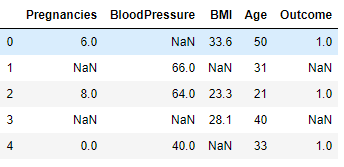 Pregnancies BloodPressure BMI Age Outcome
0 6.0 NaN 33.6 50 1.0
1 NaN 66.0 NaN 31 NaN
2 8.0 64.0 23.3 21 1.0
3 NaN NaN 28.1 40 NaN
4 0.0 40.0 NaN 33 1.0